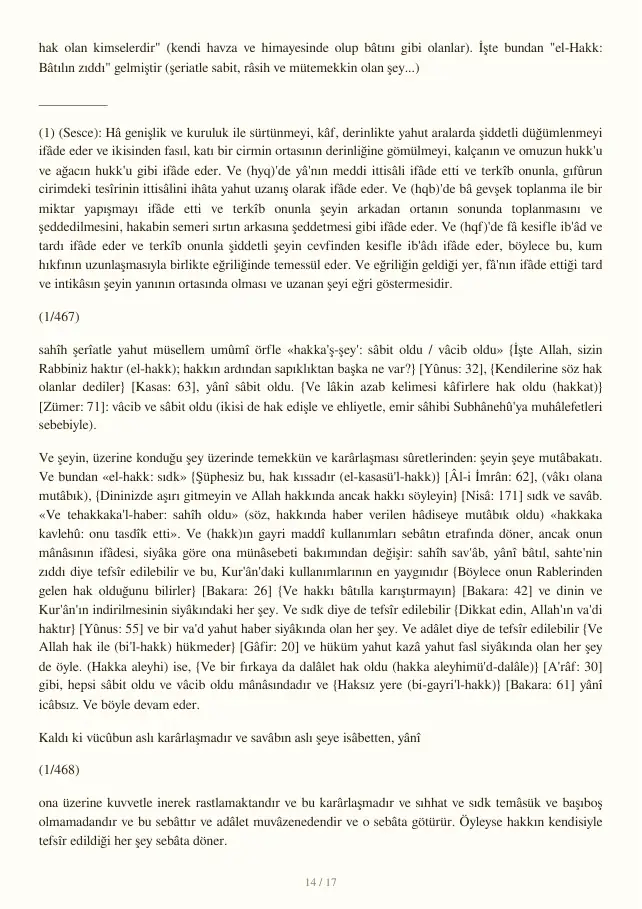 hak olan kimselerdir" (kendi havza ve himayesinde olup bâtını gibi olanlar). İşte bundan "el-Hakk:
Bâtılın zıddı" gelmiştir (şeriatle sabit, râsih ve mütemekkin olan şey...)
(1) (Sesce): Hâ genişlik ve kuruluk ile sürtünmeyi, kâf, derinlikte yahut aralarda şiddetli düğümlenmeyi
ifâde eder ve ikisinden fasıl, katı bir cirmin ortasının derinliğine gömülmeyi, kalçanın ve omuzun hukk'u
ve ağacın hukk'u gibi ifâde eder. Ve (hyq)'de yâ'nın meddi ittisâli ifâde etti ve terkîb onunla, gıfûrun
cirimdeki tesîrinin ittisâlini ihâta yahut uzanış olarak ifâde eder. Ve (hqb)'de bâ gevşek toplanma ile bir
miktar yapışmayı ifâde etti ve terkîb onunla şeyin arkadan ortanın sonunda toplanmasını ve
şeddedilmesini, hakabin semeri sırtın arkasına şeddetmesi gibi ifâde eder. Ve (hqf)'de fâ kesifle ib'âd ve
tardı ifâde eder ve terkîb onunla şiddetli şeyin cevfinden kesifle ib'âdı ifâde eder, böylece bu, kum
hıkfının uzunlaşmasıyla birlikte eğriliğinde temessül eder. Ve eğriliğin geldiği yer, fâ'nın ifâde ettiği tard
ve intikâsın şeyin yanının ortasında olması ve uzanan şeyi eğri göstermesidir.
(1/467)
sahîh şerîatle yahut müsellem umûmî örfle «hakka'ş-şey': sâbit oldu / vâcib oldu» {İşte Allah, sizin
Rabbiniz haktır (el-hakk); hakkın ardından sapıklıktan başka ne var?} [Yûnus: 32], {Kendilerine söz hak
olanlar dediler} [Kasas: 63], yânî sâbit oldu. {Ve lâkin azab kelimesi kâfirlere hak oldu (hakkat)}
[Zümer: 71]: vâcib ve sâbit oldu (ikisi de hak edişle ve ehliyetle, emir sâhibi Subhânehû'ya muhâlefetleri
sebebiyle).
Ve şeyin, üzerine konduğu şey üzerinde temekkün ve karârlaşması sûretlerinden: şeyin şeye mutâbakatı.
Ve bundan «el-hakk: sıdk» {Şüphesiz bu, hak kıssadır (el-kasasü'l-hakk)} [Âl-i İmrân: 62], (vâkı olana
mutâbık), {Dininizde aşırı gitmeyin ve Allah hakkında ancak hakkı söyleyin} [Nisâ: 171] sıdk ve savâb.
«Ve tehakkaka'l-haber: sahîh oldu» (söz, hakkında haber verilen hâdiseye mutâbık oldu) «hakkaka
kavlehû: onu tasdîk etti». Ve (hakk)ın gayri maddî kullanımları sebâtın etrafında döner, ancak onun
mânâsının ifâdesi, siyâka göre ona münâsebeti bakımından değişir: sahîh sav'âb, yânî bâtıl, sahte'nin
zıddı diye tefsîr edilebilir ve bu, Kur'ân'daki kullanımlarının en yaygınıdır {Böylece onun Rablerinden
gelen hak olduğunu bilirler} [Bakara: 26] {Ve hakkı bâtılla karıştırmayın} [Bakara: 42] ve dinin ve
Kur'ân'ın indirilmesinin siyâkındaki her şey. Ve sıdk diye de tefsîr edilebilir {Dikkat edin, Allah'ın va'di
haktır} [Yûnus: 55] ve bir va'd yahut haber siyâkında olan her şey. Ve adâlet diye de tefsîr edilebilir {Ve
Allah hak ile (bi'l-hakk) hükmeder} [Gâfir: 20] ve hüküm yahut kazâ yahut fasl siyâkında olan her şey
de öyle. (Hakka aleyhi) ise, {Ve bir fırkaya da dalâlet hak oldu (hakka aleyhimü'd-dalâle)} [A'râf: 30]
gibi, hepsi sâbit oldu ve vâcib oldu mânâsındadır ve {Haksız yere (bi-gayri'l-hakk)} [Bakara: 61] yânî
icâbsız. Ve böyle devam eder.
Kaldı ki vücûbun aslı karârlaşmadır ve savâbın aslı şeye isâbetten, yânî
(1/468)
ona üzerine kuvvetle inerek rastlamaktandır ve bu karârlaşmadır ve sıhhat ve sıdk temâsük ve başıboş
olmamadandır ve bu sebâttır ve adâlet muvâzenedendir ve o sebâta götürür. Öyleyse hakkın kendisiyle
tefsîr edildiği her şey sebâta döner.
14 / 17